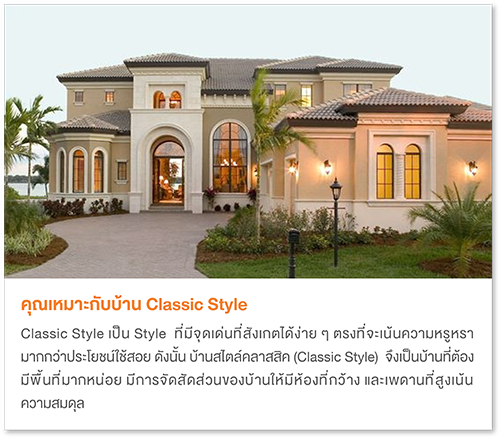 คุณเหมาะกับบ้าน Classic Style
Classic Style เป็น Style ที่มีจุดเด่นที่สังเกตได้ง่าย ๆ ตรงที่จะเน้นความหรูหรา
มากกว่าประโยชน์ใช้สอย ดังนั้น บ้านสไตล์คลาสสิค (Classic Style) จึงเป็นบ้านที่ต้อง
มีพื้นที่มากหน่อย มีการจัดสัดส่วนของบ้านให้มีห้องที่กว้าง และเพดานที่สูงเน้น
ความสมดุล